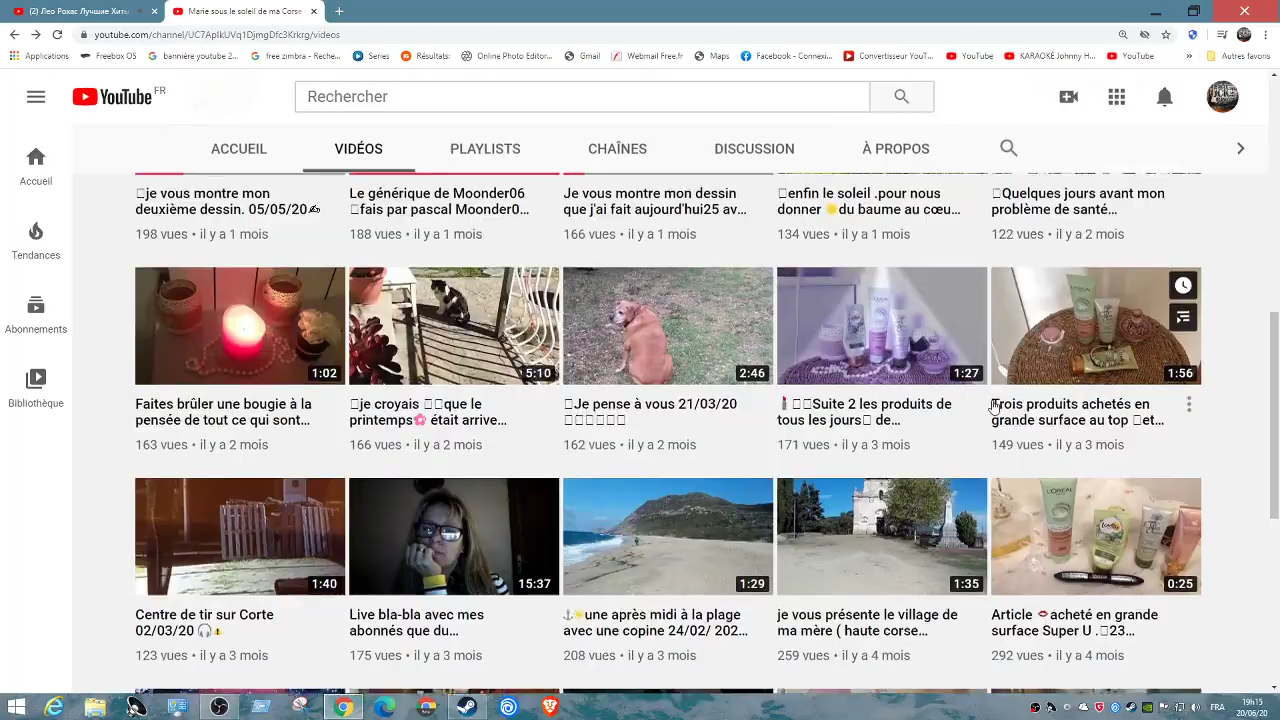 (2) Лео Рохас Лучшие Хиты
Marie sous le soleil de ma Corse
youtube.com/channel/UC7AplkUVq1DjmgDfc3Krkrg/videos
Applications
Freebox OS
bannière youtube 2...
free zimbra - Reche...
Series
Résultats:
Online Photo Editor...
Gmail
Webmail Free.fr
Maps
Facebook - Connexi...
Convertisseur YouT...
YouTube
KARAOKÉ Johnny H...
YouTube
»
Autres favoris
YouTube FR
Rechercher
ACCUEIL
VIDÉOS
PLAYLISTS
CHAÎNES
DISCUSSION
À PROPOS
Accueil
Tendances
Abonnements
Bibliothèque
je vous montre mon
deuxième dessin. 05/05/20✍
198 vues • il y a 1 mois
Le générique de Moonder06
fais par pascal Moonder0...
188 vues • il y a 1 mois
Je vous montre mon dessin
que j'ai fait aujourd'hui25 av...
166 vues • il y a 1 mois
enfin le soleil .pour nous
donner ☀du baume au cœu...
134 vues • il y a 1 mois
Quelques jours avant mon
problème de santé...
122 vues • il y a 2 mois
1:02
5:10
2:46
1:27
1:56
Faites brûler une bougie à la
pensée de tout ce qui sont...
163 vues • il y a 2 mois
je croyais que le
printemps🌸 était arrive...
166 vues • il y a 2 mois
Je pense à vous 21/03/20
162 vues • il y a 2 mois
💄Suite 2 les produits de
tous les jours de...
171 vues • il y a 3 mois
Trois produits achetés en
grande surface au top et...
149 vues • il y a 3 mois
L'ORÉAL
1:40
15:37
1:29
1:35
0:25
Centre de tir sur Corte
02/03/20 🎧⚠
123 vues • il y a 3 mois
Live bla-bla avec mes
abonnés que du...
175 vues • il y a 3 mois
⚓☀une après midi à la plage
avec une copine 24/02/ 202...
208 vues • il y a 3 mois
je vous présente le village de
ma mère ( haute corse...
259 vues • il y a 4 mois
Article 👄acheté en grande
surface Super U .23...
292 vues • il y a 4 mois
FRA
19h15
20/06/20